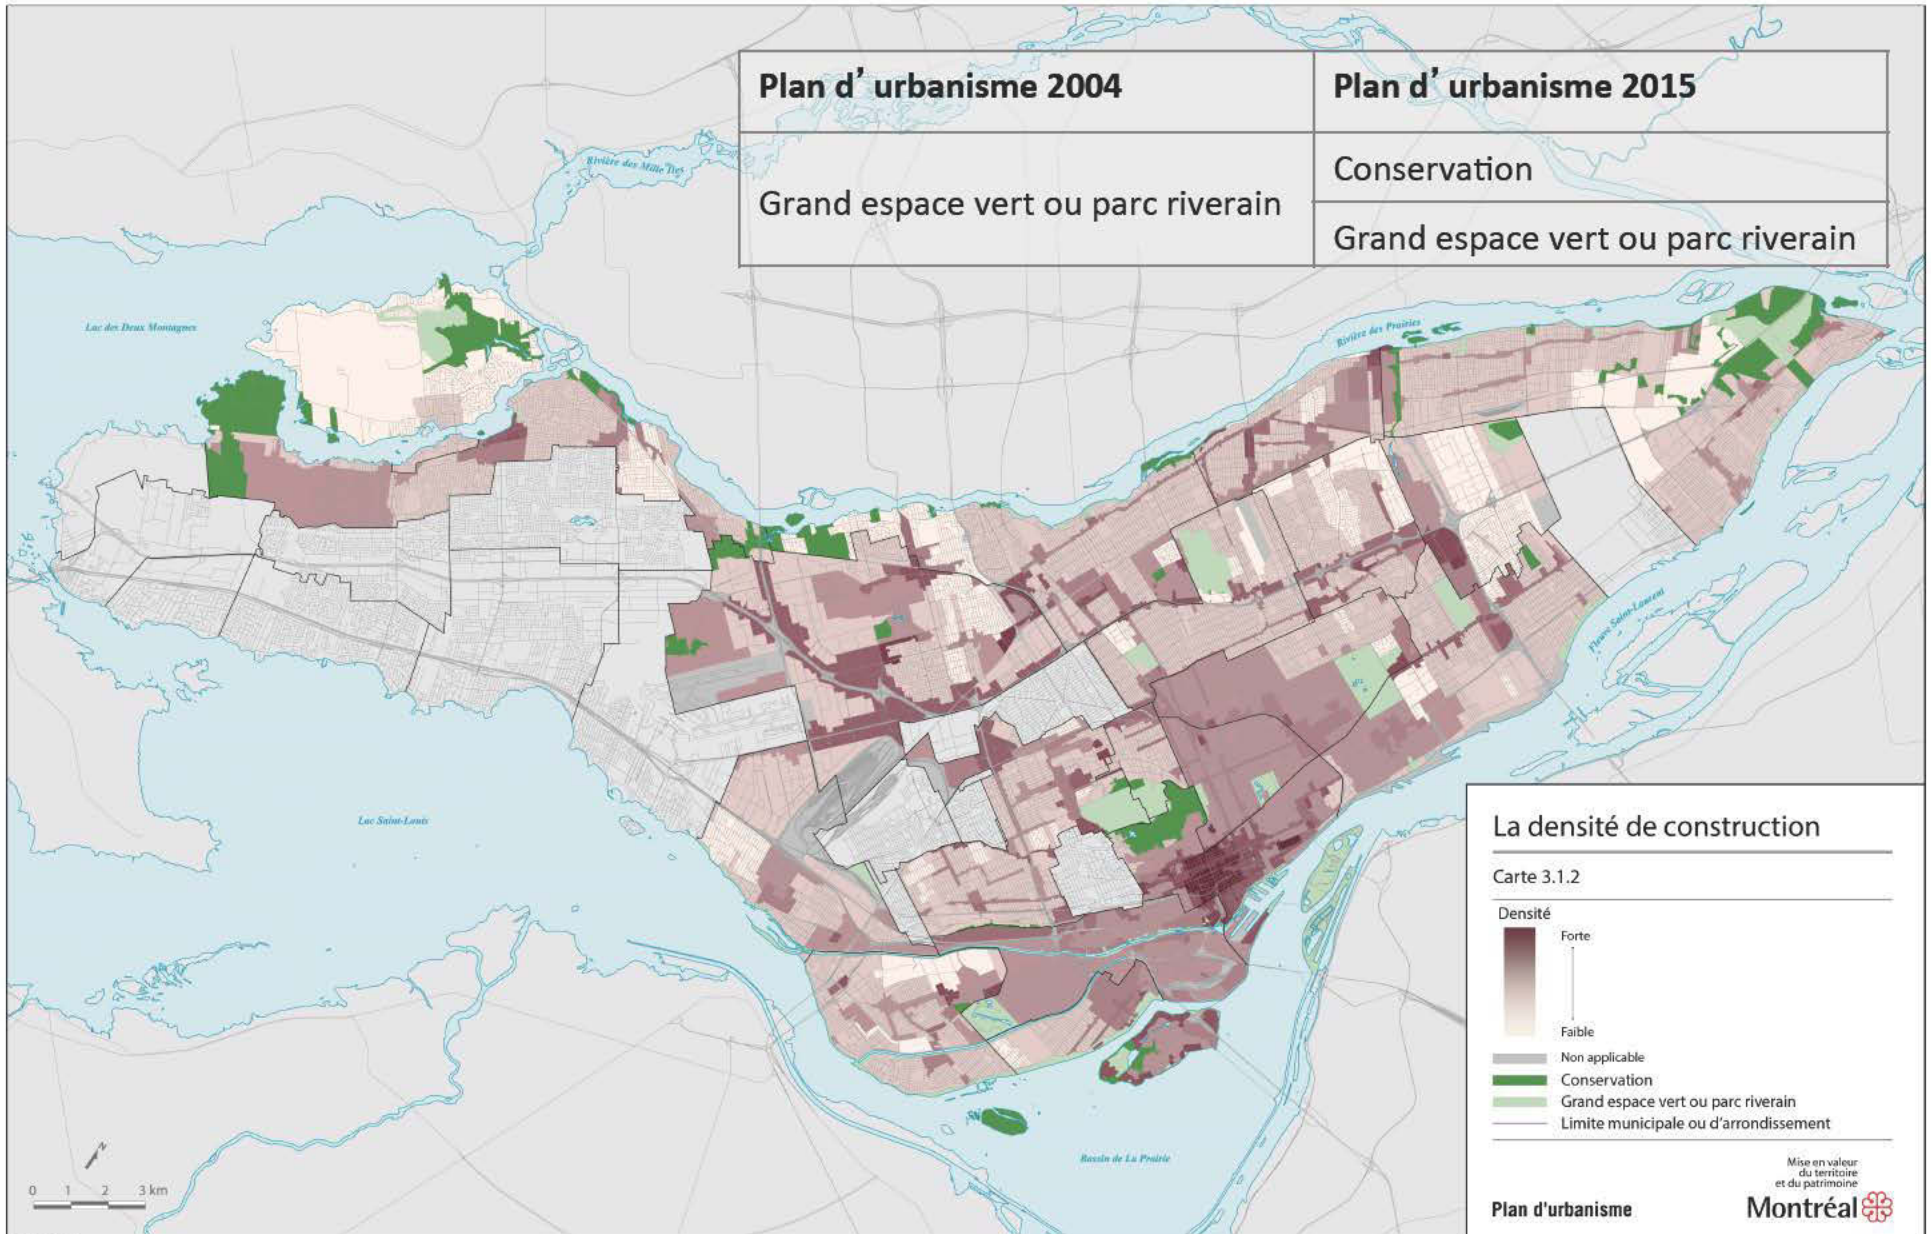 Plan d’ urbanisme 2004
Plan d’ urbanisme 2015
Grand espace vert ou parc riverain
Conservation
Grand espace vert ou parc riverain
Rivière des Mille Îles
Lac des Deux Montagnes
Rivière des Prairies
Fleuve Saint-Laurent
Lac Saint-Louis
Bassin de La Prairie
N
0 1 2 3 km
La densité de construction
Carte 3.1.2
Densité
Forte
Faible
Non applicable
Conservation
Grand espace vert ou parc riverain
Limite municipale ou d'arrondissement
Mise en valeur
du territoire
et du patrimoine
Plan d'urbanisme
Montréal